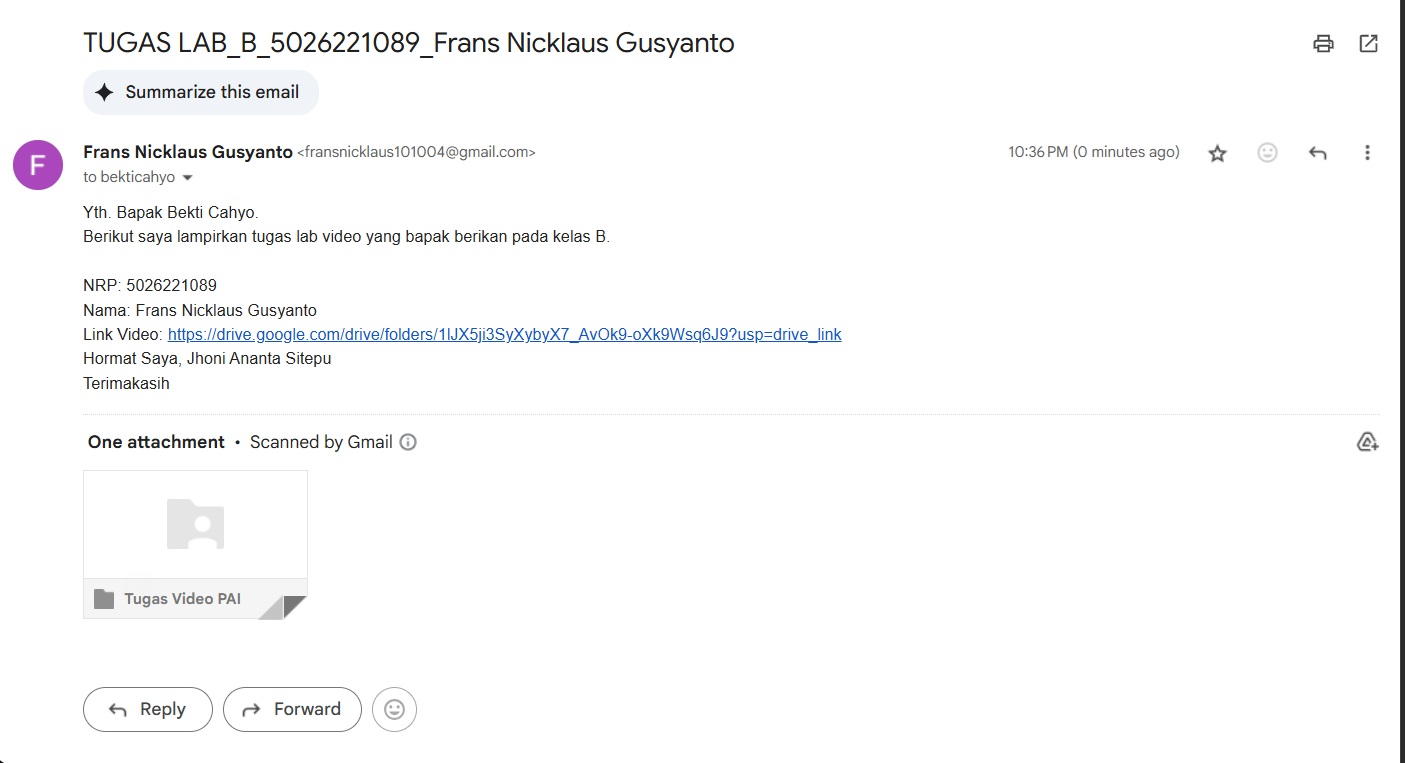 TUGAS LAB_B_5026221089_Frans Nicklaus Gusyanto
Summarize this email
F
Frans Nicklaus Gusyanto <fransnicklaus101004@gmail.com>
10:36 PM (0 minutes ago)
to bekticahyo
Yth. Bapak Bekti Cahyo.
Berikut saya lampirkan tugas lab video yang bapak berikan pada kelas B.
NRP: 5026221089
Nama: Frans Nicklaus Gusyanto
Link Video: https://drive.google.com/drive/folders/1lJX5ji3SyXybyX7_AvOk9-oXk9Wsq6J9?usp=drive_link
Hormat Saya, Jhoni Ananta Sitepu
Terimakasih
One attachment • Scanned by Gmail
Tugas Video PAI
Reply
Forward